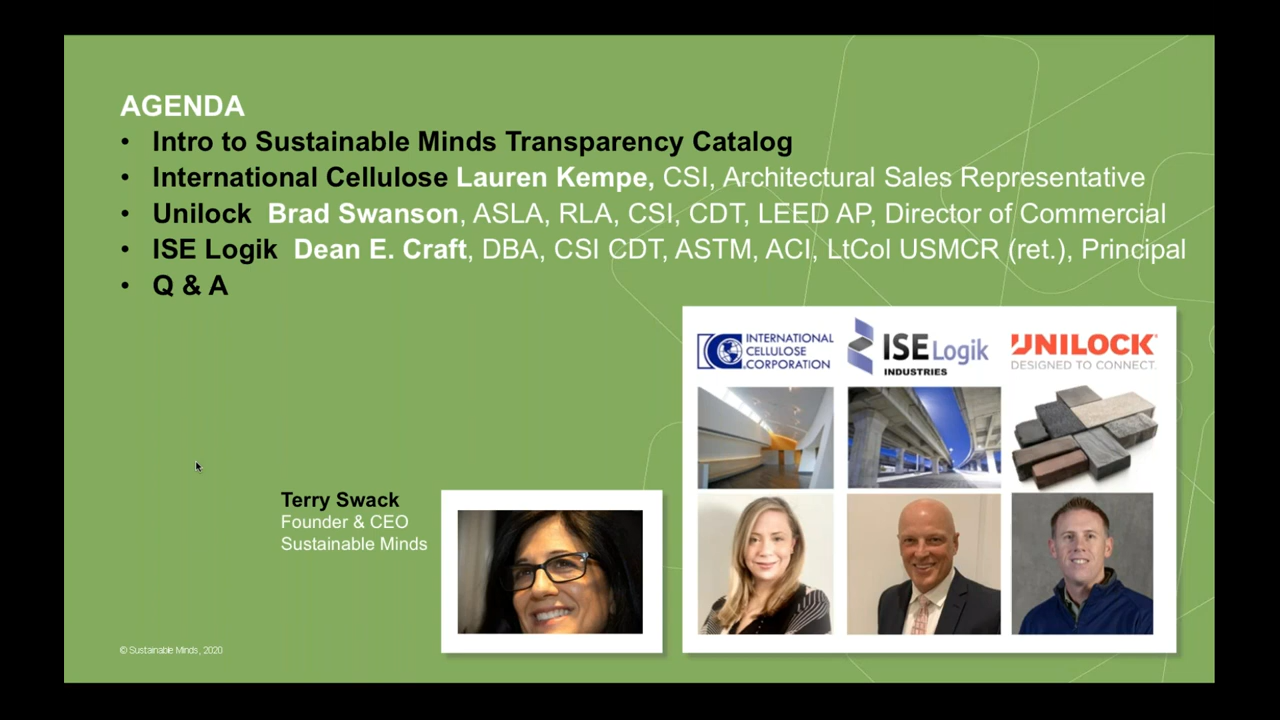 AGENDA
• Intro to Sustainable Minds Transparency Catalog
• International Cellulose Lauren Kempe, CSI, Architectural Sales Representative
• Unilock Brad Swanson, ASLA, RLA, CSI, CDT, LEED AP, Director of Commercial
• ISE Logik Dean E. Craft, DBA, CSI CDT, ASTM, ACI, LtCol USMCR (ret.), Principal
• Q & A
INTERNATIONAL
CELLULOSE
CORPORATION
ISE Logik
INDUSTRIES
UNILOCK®
DESIGNED TO CONNECT.
Terry Swack
Founder & CEO
Sustainable Minds
© Sustainable Minds, 2020